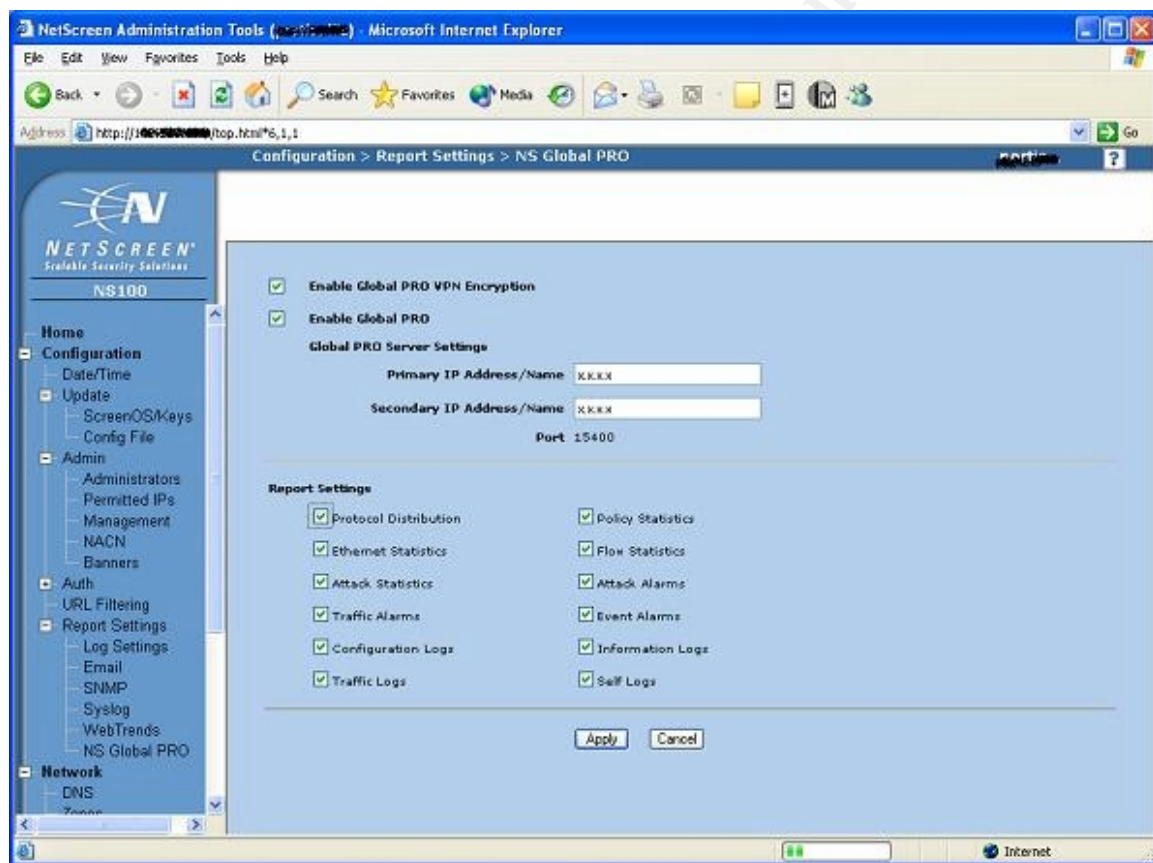 NetScreen Administration Tools ( ) - Microsoft Internet Explorer
File Edit View Favorites Tools Help
Back Search Favorites Media
Address http:// /top.html*6,1,1 Go
Configuration > Report Settings > NS Global PRO ?
N
NETSCREEN
Scalable Security Solutions
NS100
Home
Configuration
Date/Time
Update
ScreenOS/Keys
Config File
Admin
Administrators
Permitted IPs
Management
NACN
Banners
Auth
URL Filtering
Report Settings
Log Settings
Email
SNMP
Syslog
WebTrends
NS Global PRO
Network
DNS
Zones
Enable Global PRO VPN Encryption
Enable Global PRO
Global PRO Server Settings
Primary IP Address/Name x.x.x.x
Secondary IP Address/Name x.x.x.x
Port 15400
Report Settings
Protocol Distribution Policy Statistics
Ethernet Statistics Flow Statistics
Attack Statistics Attack Alarms
Traffic Alarms Event Alarms
Configuration Logs Information Logs
Traffic Logs Self Logs
Apply Cancel
Internet